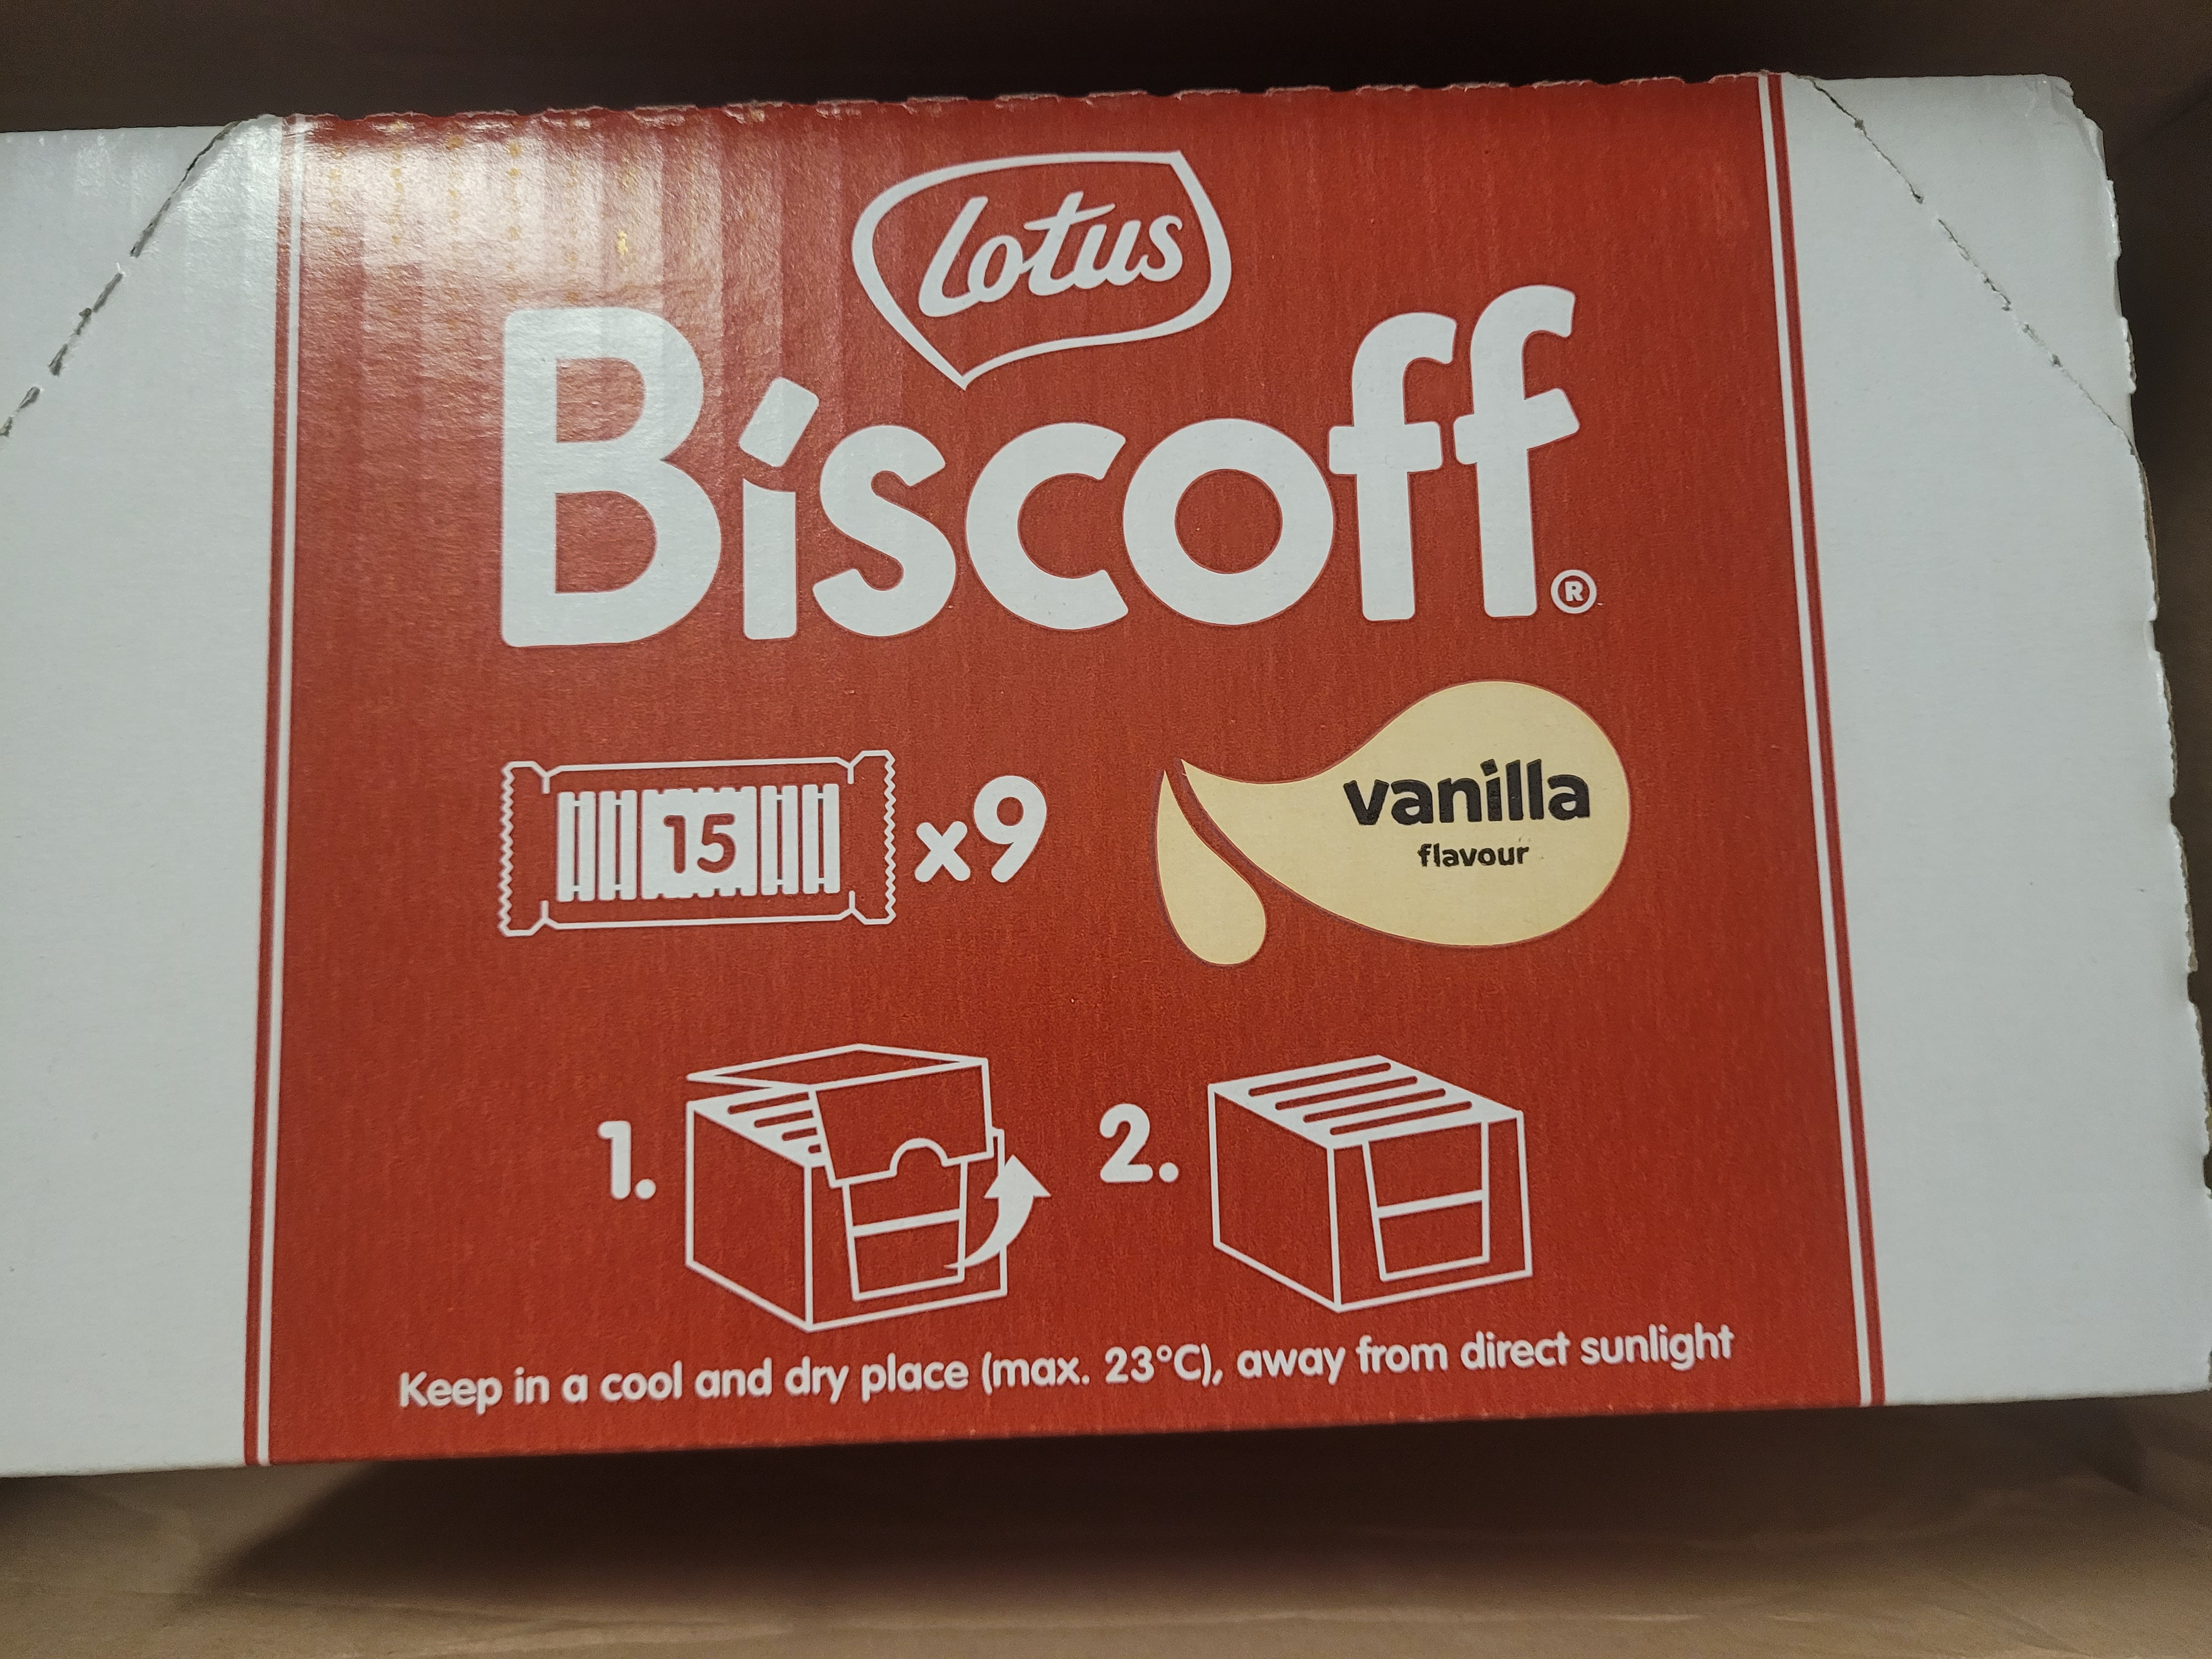 Lotus
Biscoff®
15 x9
vanilla
flavour
1. 2.
Keep in a cool and dry place (max. 23°C), away from direct sunlight